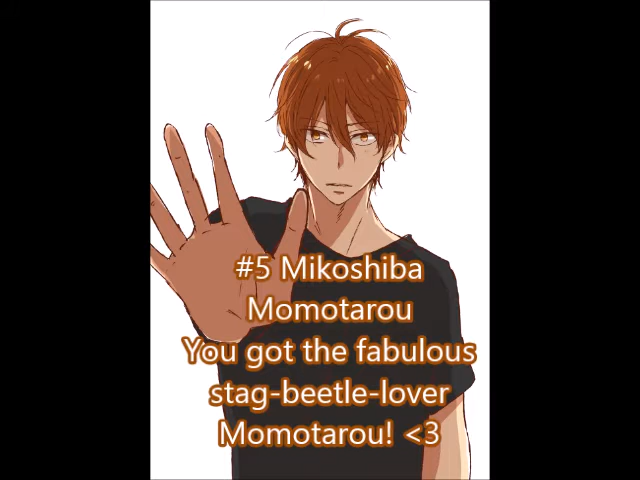 #5 Mikoshiba
Momotarou
You got the fabulous
stag-beetle-lover
Momotarou! <3